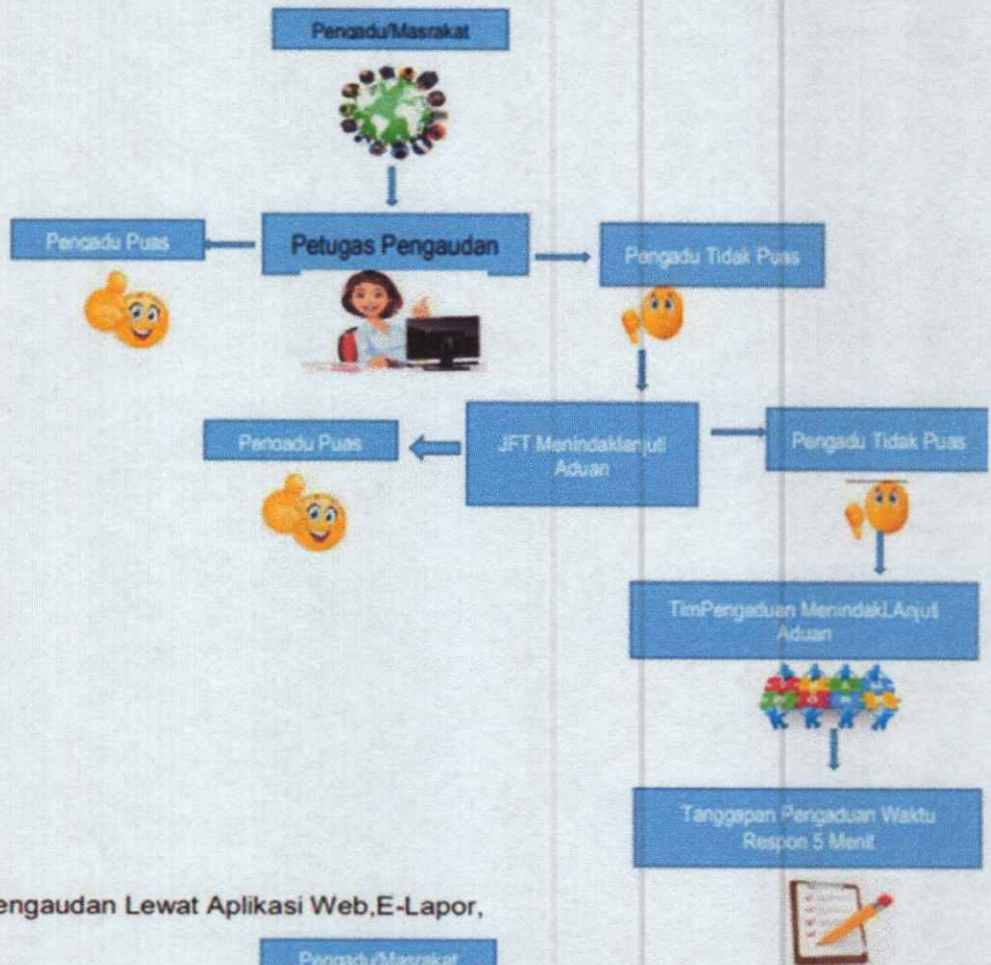 Pengadu/Masrakat
Pengadu Puas
Petugas Pengaudan
Pengadu Tidak Puas
Pengadu Puas
JFT Menindaklanjuti
Aduan
Pengadu Tidak Puas
TimPengaduan MenindakLAnjuti
Aduan
Tanggapan Pengaduan Waktu
Respon 5 Menit
engaudan Lewat Aplikasi Web,E-Lapor,
Pengadu/Masrakat